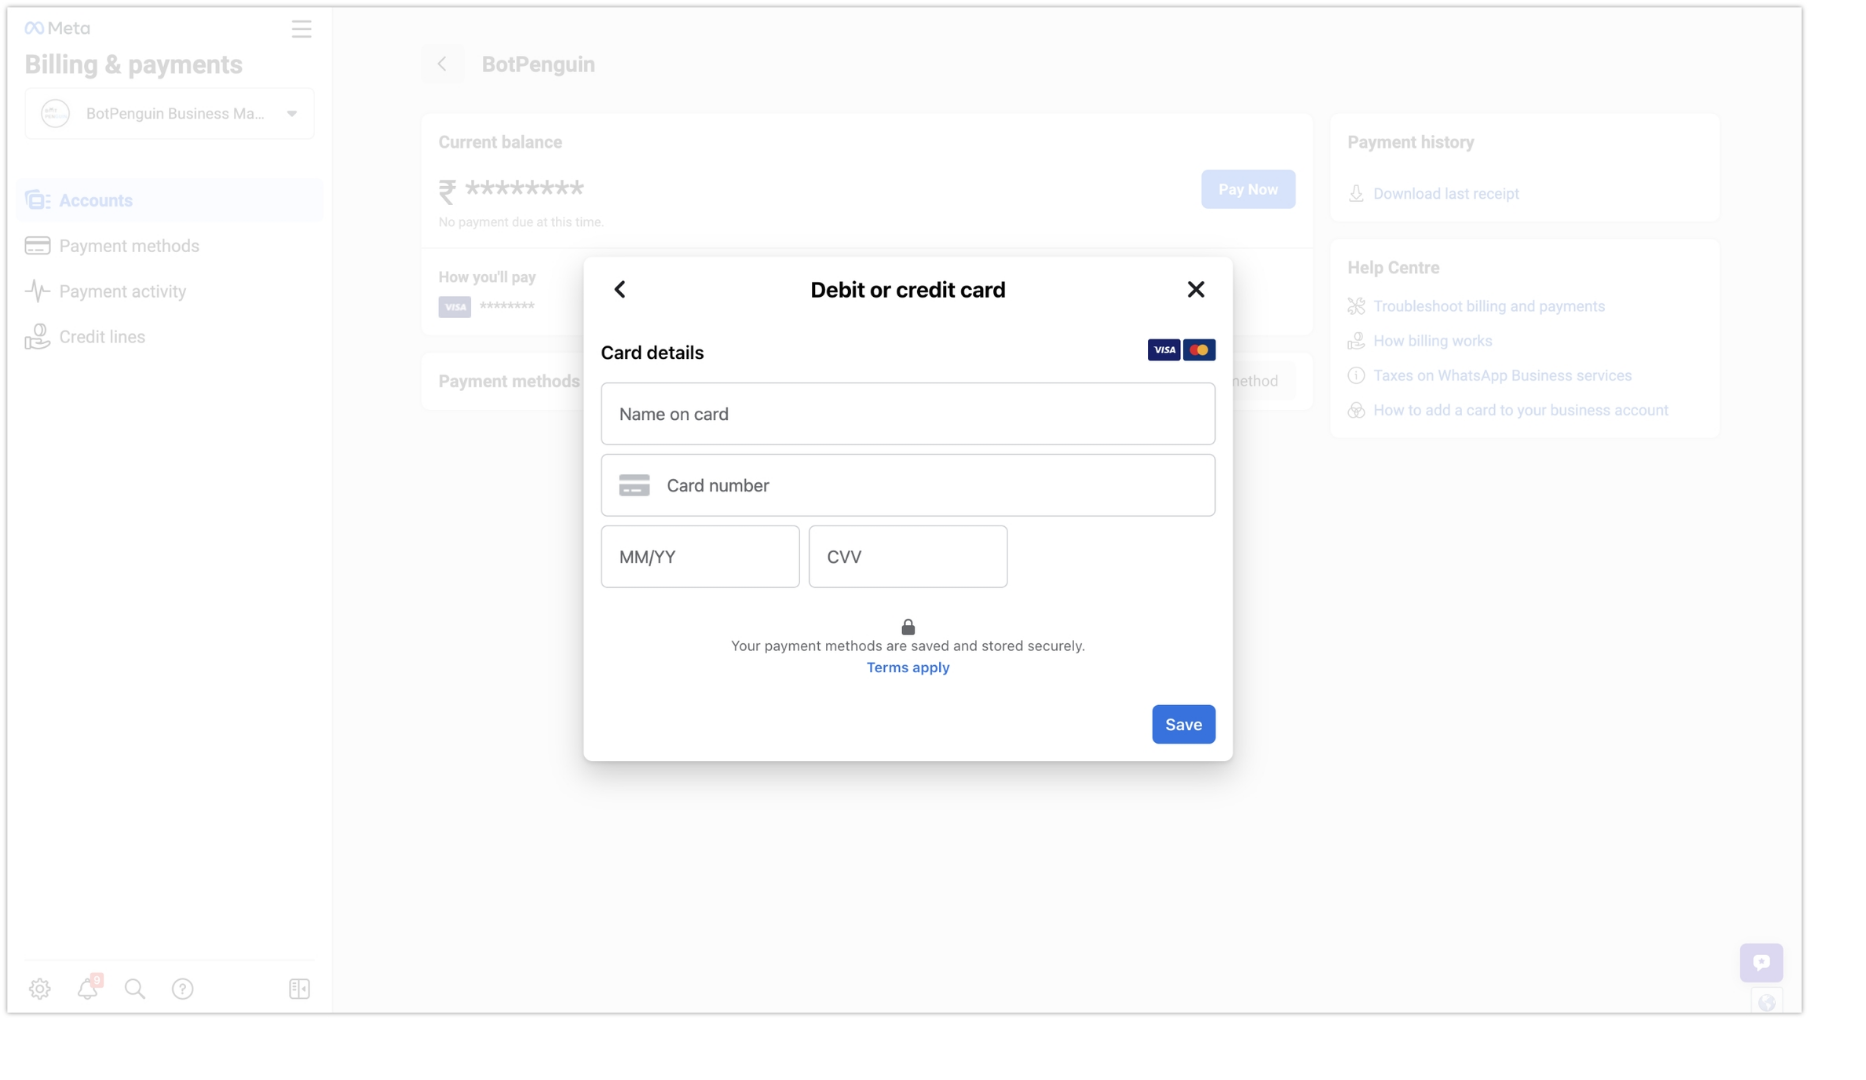 Meta
Billing & payments
BotPenguin Business Ma...
Accounts
Payment methods
Payment activity
Credit lines
9
BotPenguin
Current balance
₹ ********
No payment due at this time.
Pay Now
How you'll pay
VISA ********
Payment methods
method
Payment history
Download last receipt
Help Centre
Troubleshoot billing and payments
How billing works
Taxes on WhatsApp Business services
How to add a card to your business account
Debit or credit card
Card details
VISA
Name on card
Card number
MM/YY
CVV
Your payment methods are saved and stored securely.
Terms apply
Save